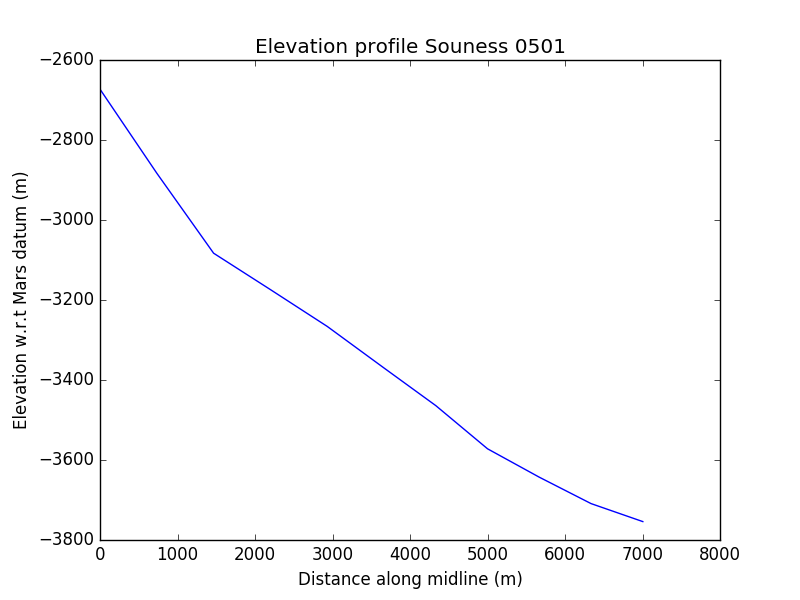 Elevation profile Souness 0501
−2600
−2800
−3000
−3200
−3400
−3600
−3800
Elevation w.r.t Mars datum (m)
0 1000 2000 3000 4000 5000 6000 7000 8000
Distance along midline (m)